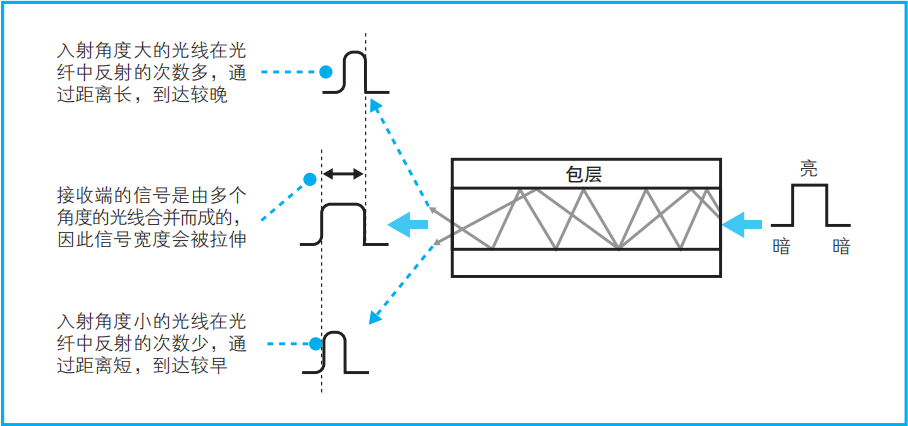 入射角度大的光线在光
纤中反射的次数多，通
过距离长，到达较晚
接收端的信号是由多个
角度的光线合并而成的，
因此信号宽度会被拉伸
入射角度小的光线在光
纤中反射的次数少，通
过距离短，到达较早
包层
亮
暗
暗